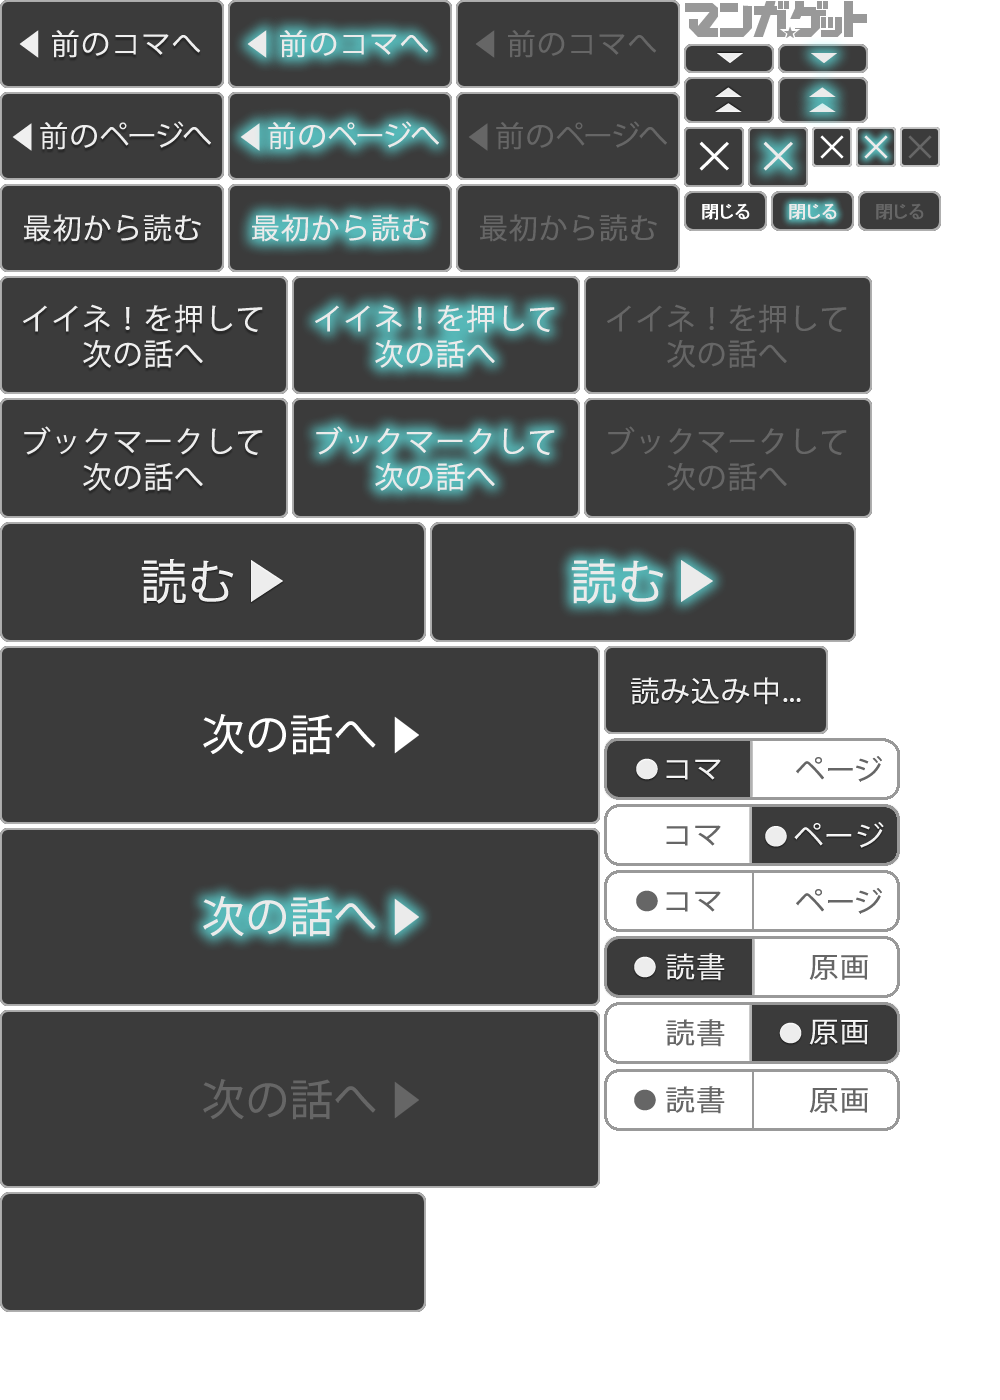 ◀ 前のコマへ ◀ 前のコマへ ◀ 前のコマへ マンガ☆ゲット
◀ 前のページへ ◀ 前のページへ ◀ 前のページへ
最初から読む 最初から読む 最初から読む 閉じる 閉じる 閉じる
イイネ！を押して
次の話へ
イイネ！を押して
次の話へ
イイネ！を押して
次の話へ
ブックマークして
次の話へ
ブックマークして
次の話へ
ブックマークして
次の話へ
読む ▶ 読む ▶
次の話へ ▶
次の話へ ▶
次の話へ ▶
読み込み中...
●コマ ページ
コマ ●ページ
●コマ ページ
●読書 原画
読書 ●原画
●読書 原画